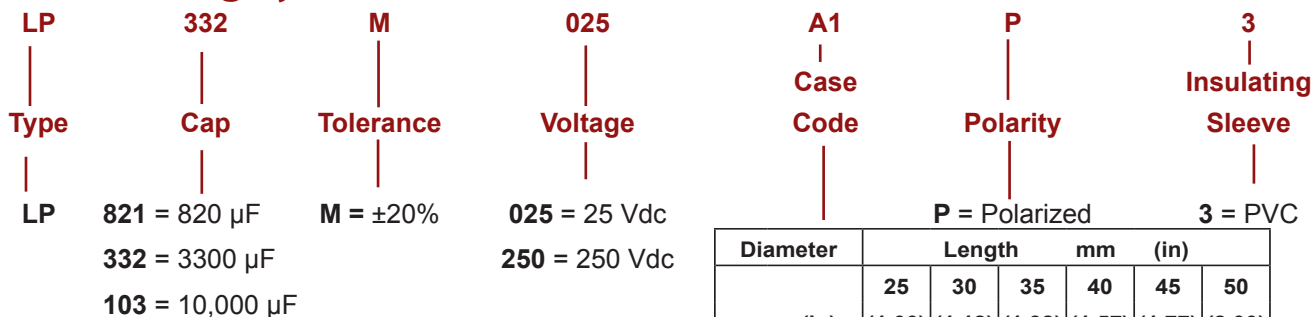 LP 332 M 025 A1 P 3
Case Insulating
Type Cap Tolerance Voltage Code Polarity Sleeve
LP 821 = 820 µF M = ±20% 025 = 25 Vdc P = Polarized 3 = PVC
332 = 3300 µF 250 = 250 Vdc
103 = 10,000 µF
Diameter Length mm (in)
25 30 35 40 45 50